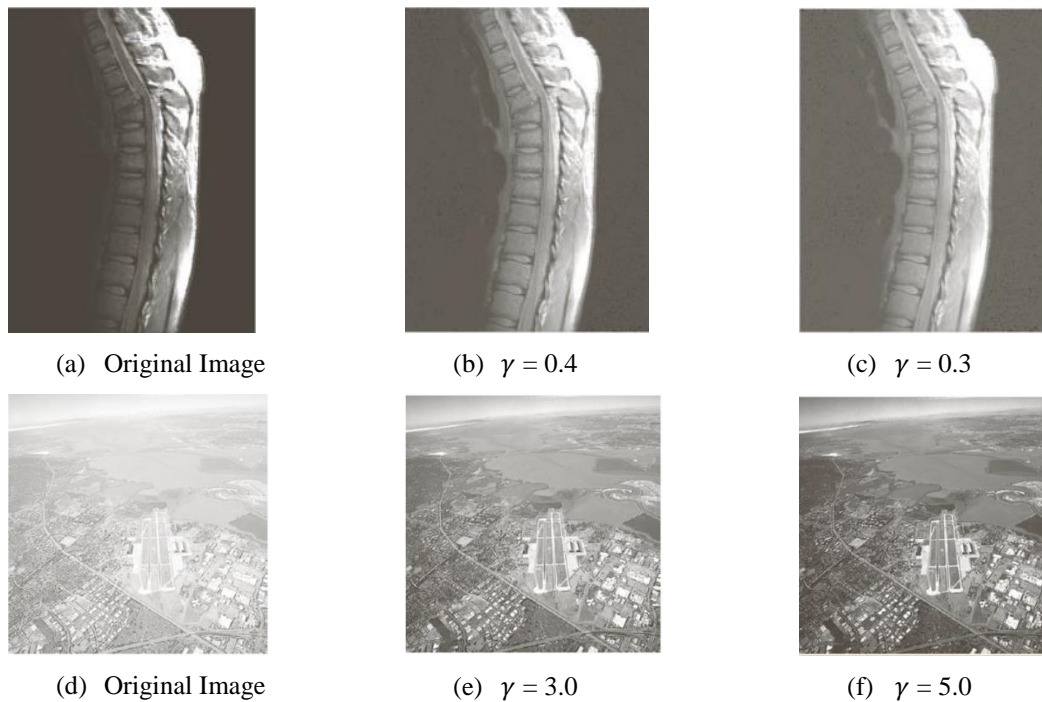 (a) Original Image
(b) γ = 0.4
(c) γ = 0.3
(d) Original Image
(e) γ = 3.0
(f) γ = 5.0